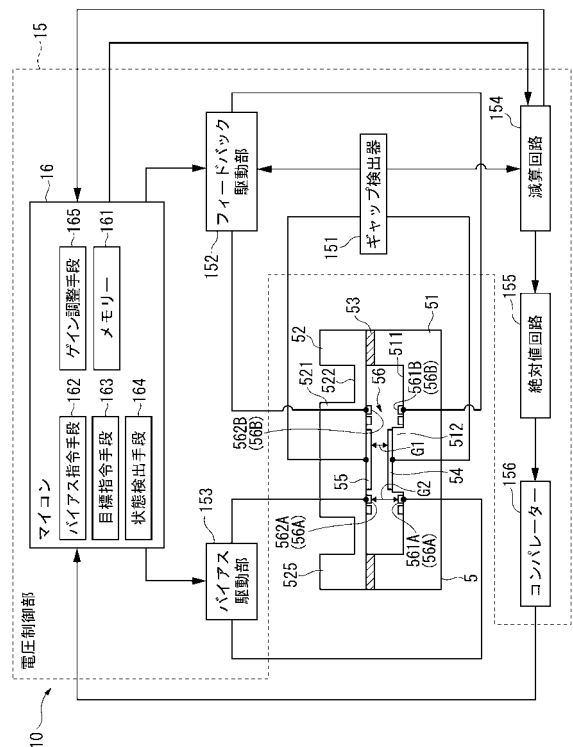 10
電圧制御部
15
マイコン
16
バイアス指令手段
162
目標指令手段
163
状態検出手段
164
ゲイン調整手段
165
メモリー
161
バイアス
駆動部
153
フィードバック
駆動部
152
ギャップ検出器
151
525
562A
(56A)
55
562B
(56B)
521
522
52
53
56
511
51
561B
(56B)
512
G1
54
G2
561A
(56A)
5
コンパレーター
156
絶対値回路
155
減算回路
154